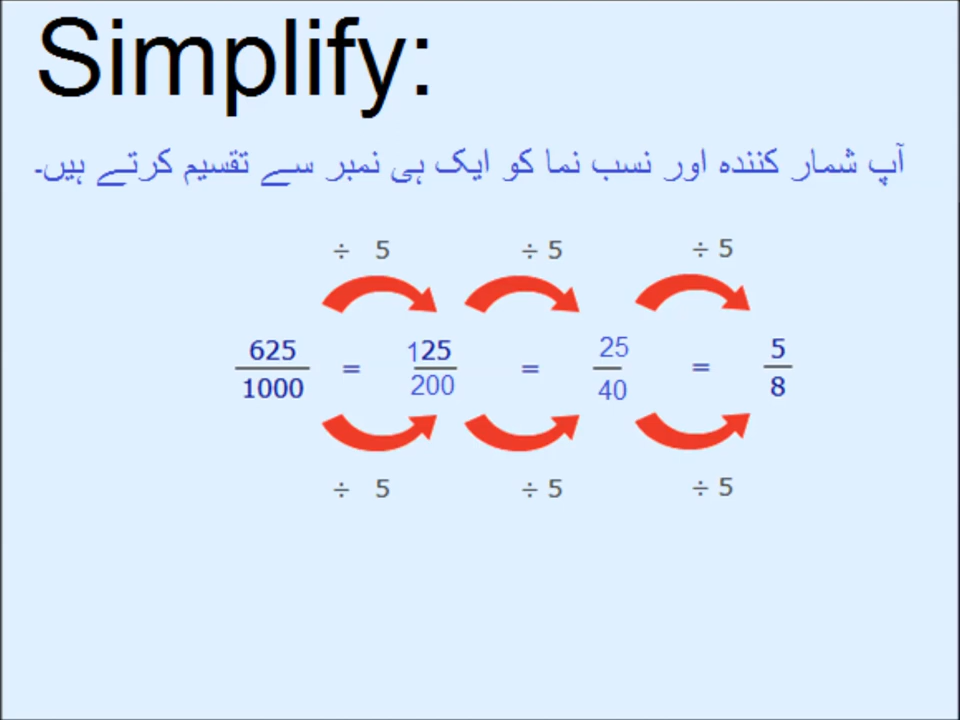 Simplify:
آپ شمار کنندہ اور نسب نما کو ایک ہی نمبر سے تقسیم کرتے ہیں۔
÷ 5 ÷ 5 ÷ 5
625 125 25 5
= = =
1000 200 40 8
÷ 5 ÷ 5 ÷ 5